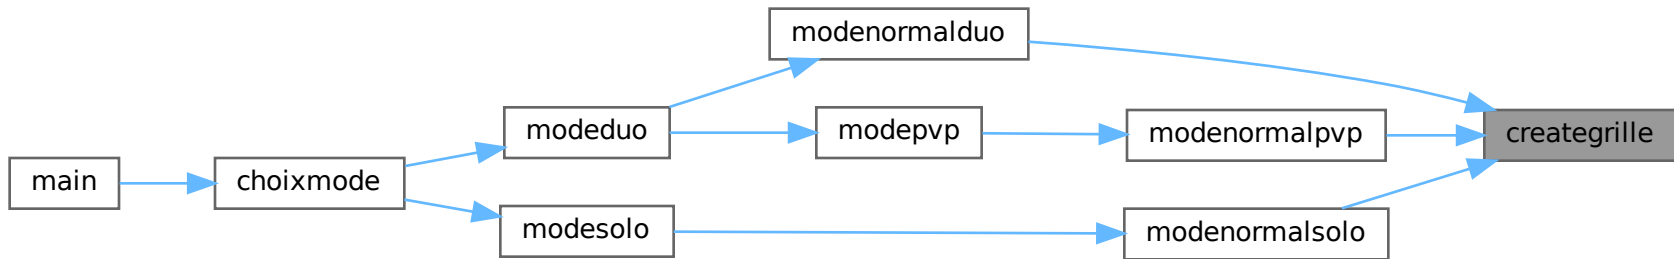 modenormalduo
modeduo
modepvp
modenormalpvp
creategrille
main
choixmode
modesolo
modenormalsolo